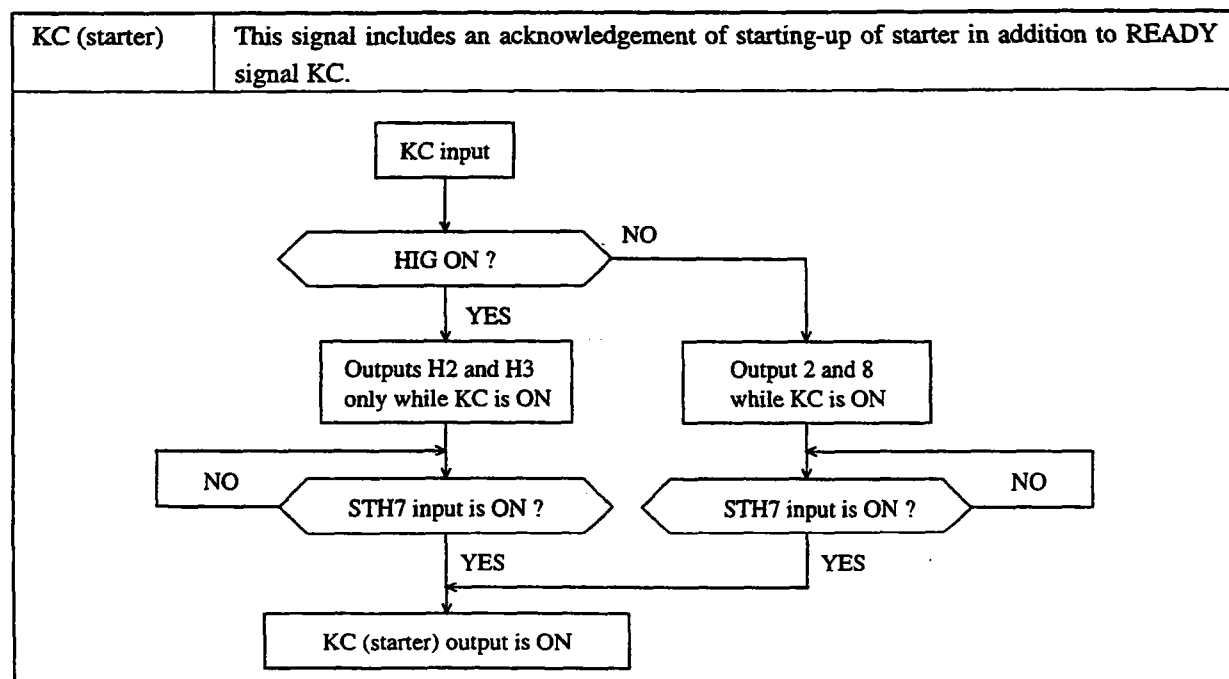 KC (starter)
This signal includes an acknowledgement of starting-up of starter in addition to READY
signal KC.
KC input
HIG ON ?
NO
YES
Outputs H2 and H3
only while KC is ON
Output 2 and 8
while KC is ON
NO
STH7 input is ON ?
STH7 input is ON ?
NO
YES
YES
KC (starter) output is ON